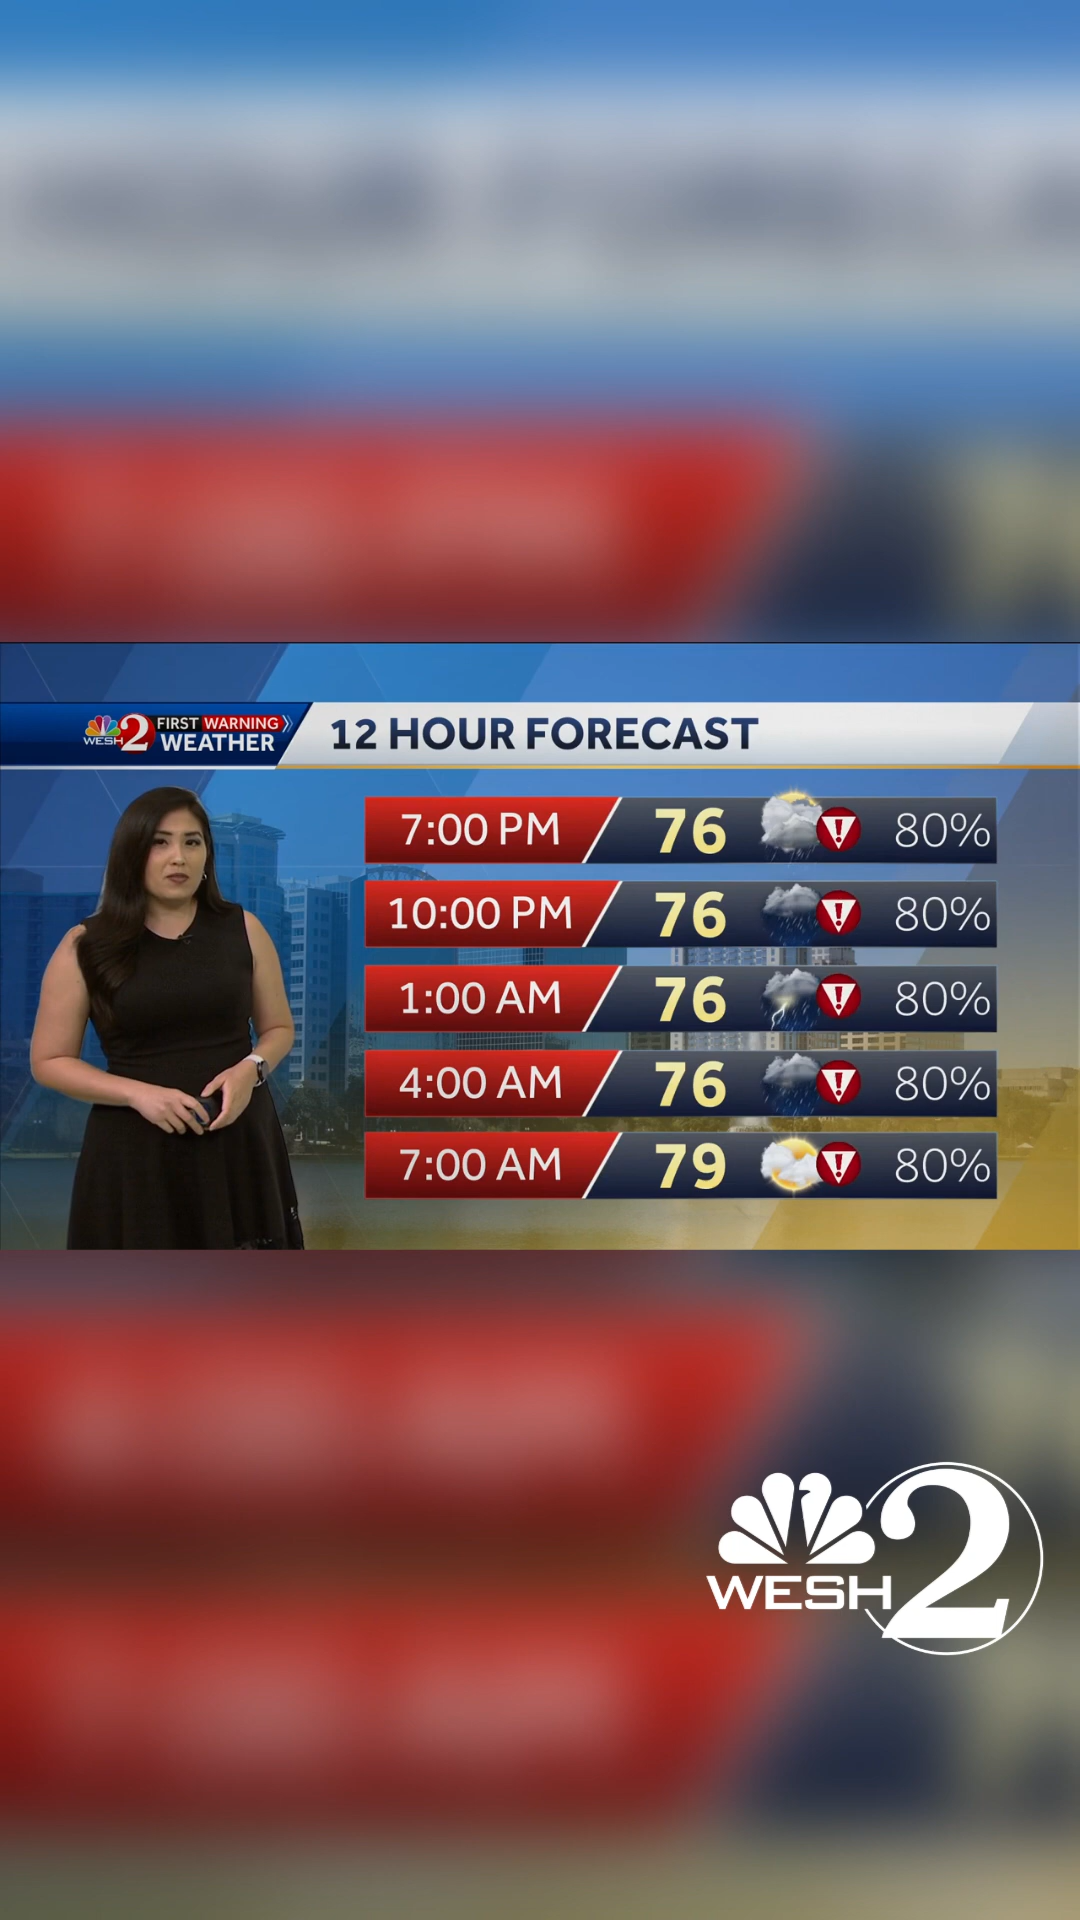 WESH 2 FIRST WARNING
WEATHER
12 HOUR FORECAST
7:00 PM 76 ! 80%
10:00 PM 76 ! 80%
1:00 AM 76 ! 80%
4:00 AM 76 ! 80%
7:00 AM 79 ! 80%
WESH 2